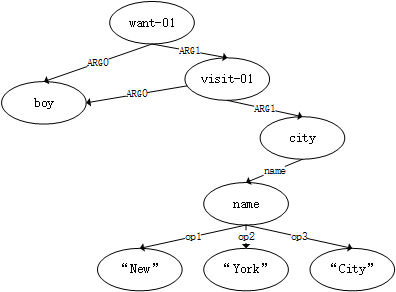 want-01
ARG0 ARG1
visit-01
boy
ARG0 ARG1
city
name
name
op1 op2 op3
“New” “York” “City”